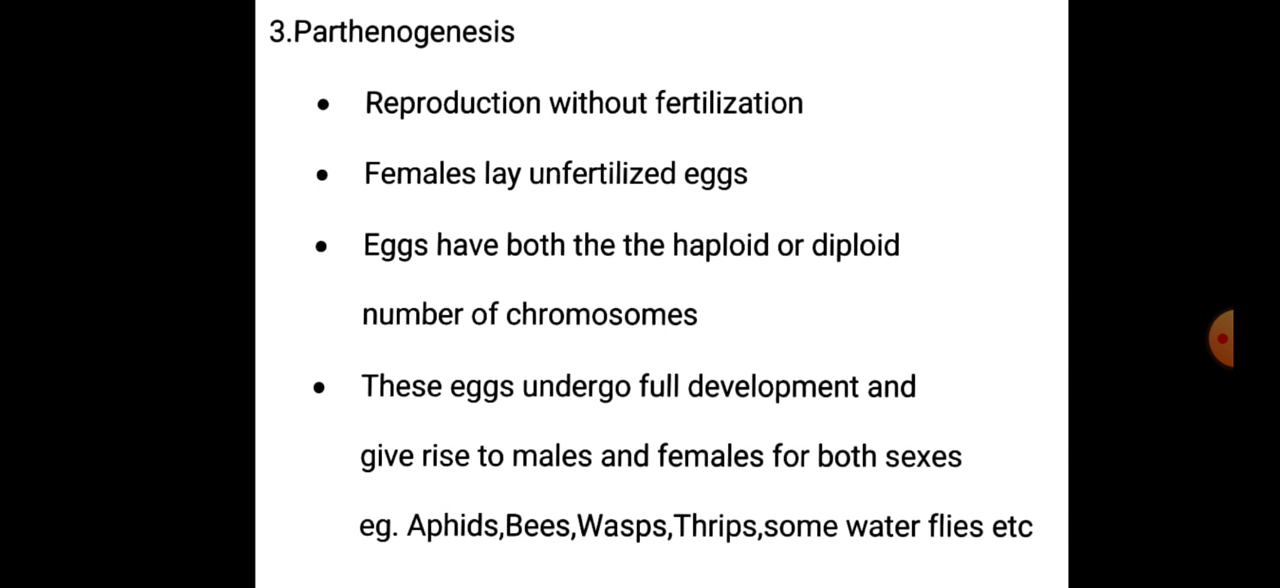 3.Parthenogenesis
• Reproduction without fertilization
• Females lay unfertilized eggs
• Eggs have both the the haploid or diploid
number of chromosomes
• These eggs undergo full development and
give rise to males and females for both sexes
eg. Aphids,Bees,Wasps,Thrips,some water flies etc